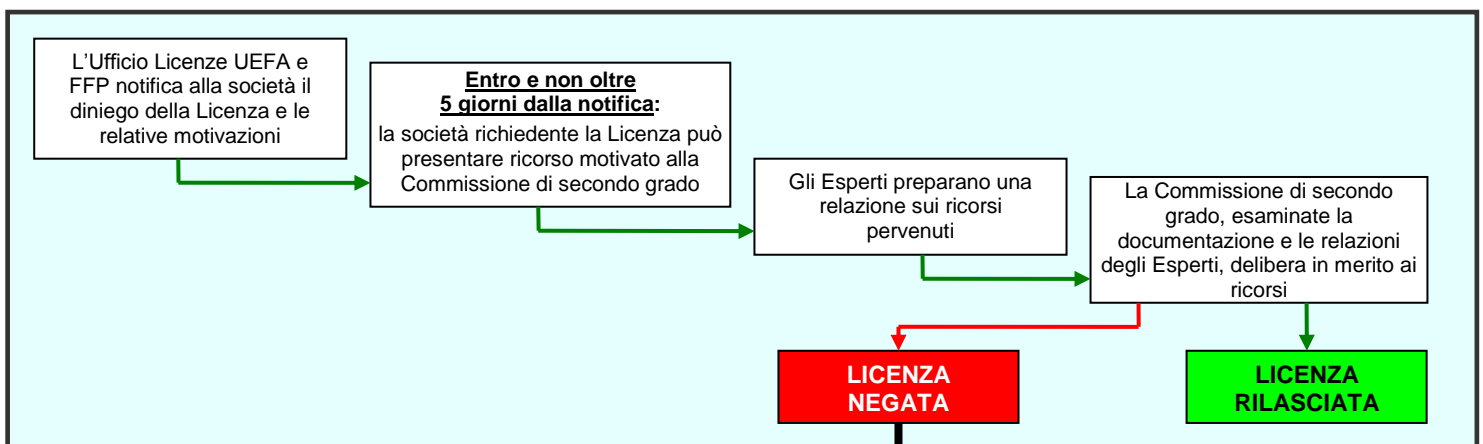 L’Ufficio Licenze UEFA e
FFP notifica alla società il
diniego della Licenza e le
relative motivazioni
Entro e non oltre
5 giorni dalla notifica:
la società richiedente la Licenza può
presentare ricorso motivato alla
Commissione di secondo grado
Gli Esperti preparano una
relazione sui ricorsi
pervenuti
La Commissione di secondo
grado, esaminate la
documentazione e le relazioni
degli Esperti, delibera in merito ai
ricorsi
LICENZA
NEGATA
LICENZA
RILASCIATA